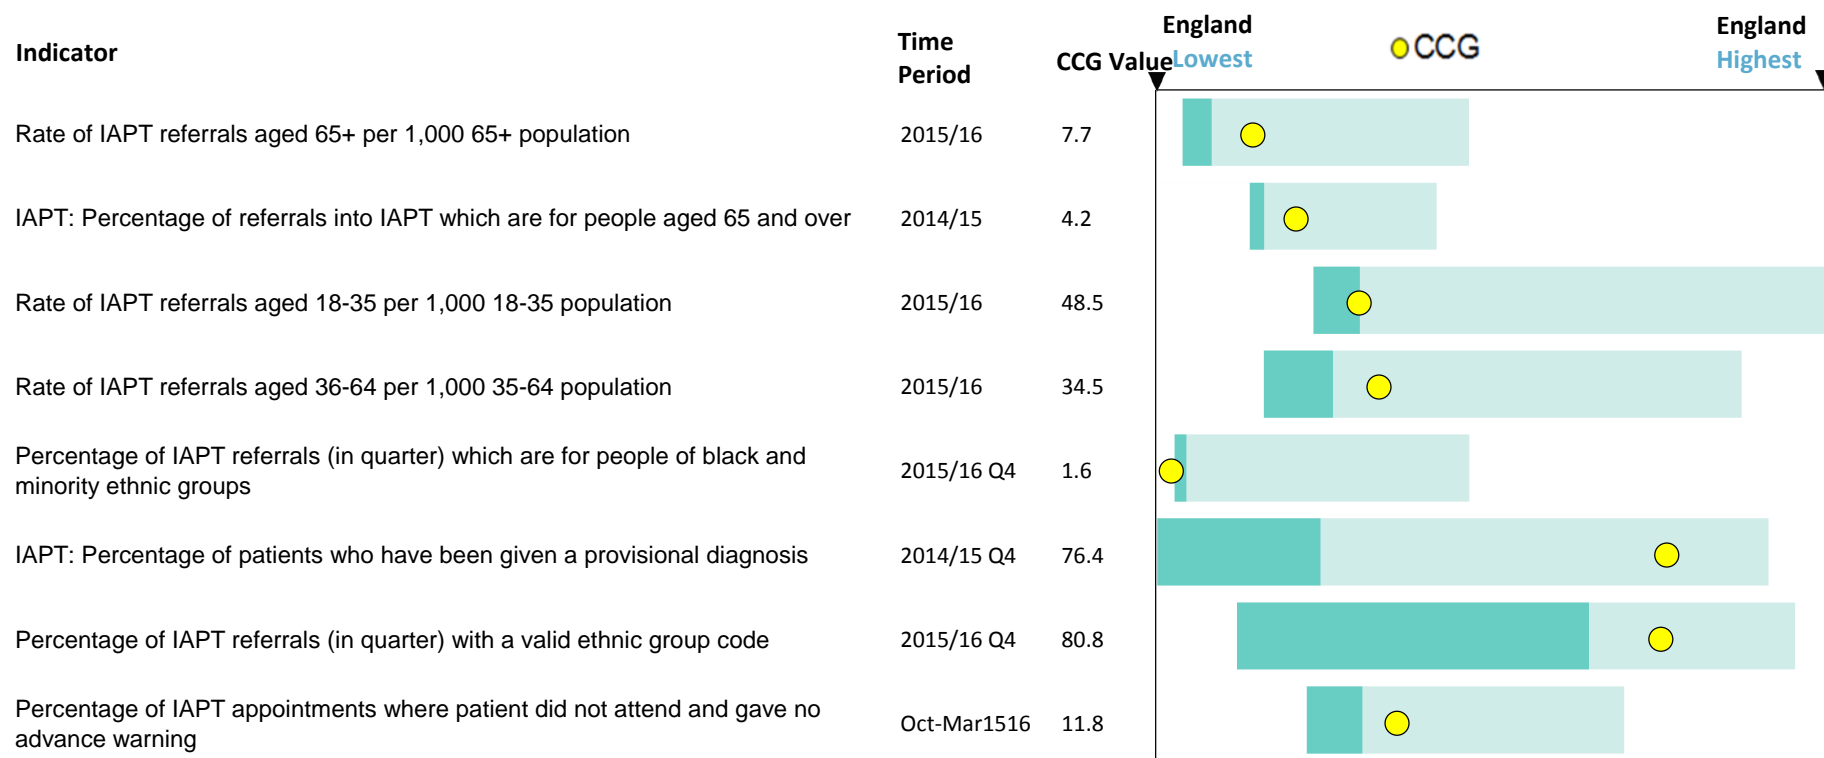 Indicator
Time
Period
CCG Value
England
Lowest
CCG
England
Highest
Rate of IAPT referrals aged 65+ per 1,000 65+ population 2015/16 7.7
IAPT: Percentage of referrals into IAPT which are for people aged 65 and over 2014/15 4.2
Rate of IAPT referrals aged 18-35 per 1,000 18-35 population 2015/16 48.5
Rate of IAPT referrals aged 36-64 per 1,000 35-64 population 2015/16 34.5
Percentage of IAPT referrals (in quarter) which are for people of black and
minority ethnic groups
2015/16 Q4 1.6
IAPT: Percentage of patients who have been given a provisional diagnosis 2014/15 Q4 76.4
Percentage of IAPT referrals (in quarter) with a valid ethnic group code 2015/16 Q4 80.8
Percentage of IAPT appointments where patient did not attend and gave no
advance warning
Oct-Mar1516 11.8